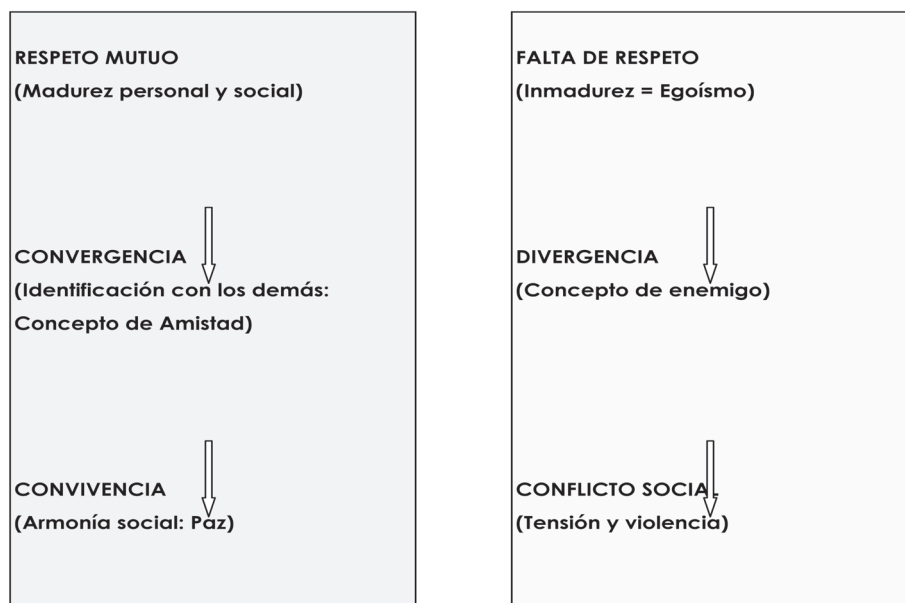 RESPETO MUTUO
(Madurez personal y social)
CONVERGENCIA
(Identificación con los demás:
Concepto de Amistad)
CONVIVENCIA
(Armonía social: Paz)
FALTA DE RESPETO
(Inmadurez = Egoísmo)
DIVERGENCIA
(Concepto de enemigo)
CONFLICTO SOCIAL
(Tensión y violencia)